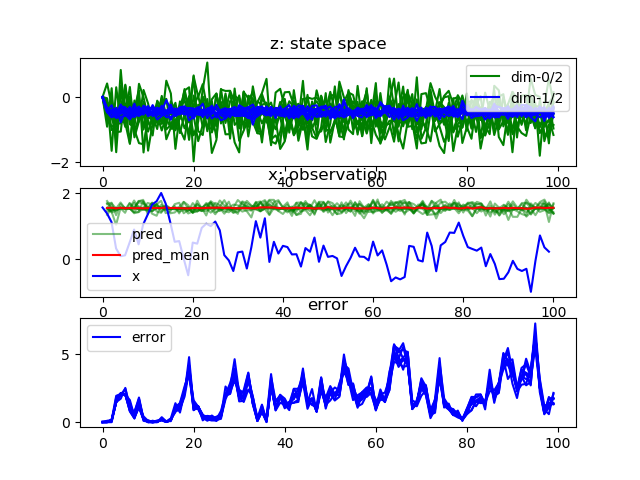 z: state space
0
−2
dim-0/2
dim-1/2
0
20
40
60
80
100
x: observation
2
0
pred
pred_mean
x
0
20
40
60
80
100
error
5
0
error
0
20
40
60
80
100